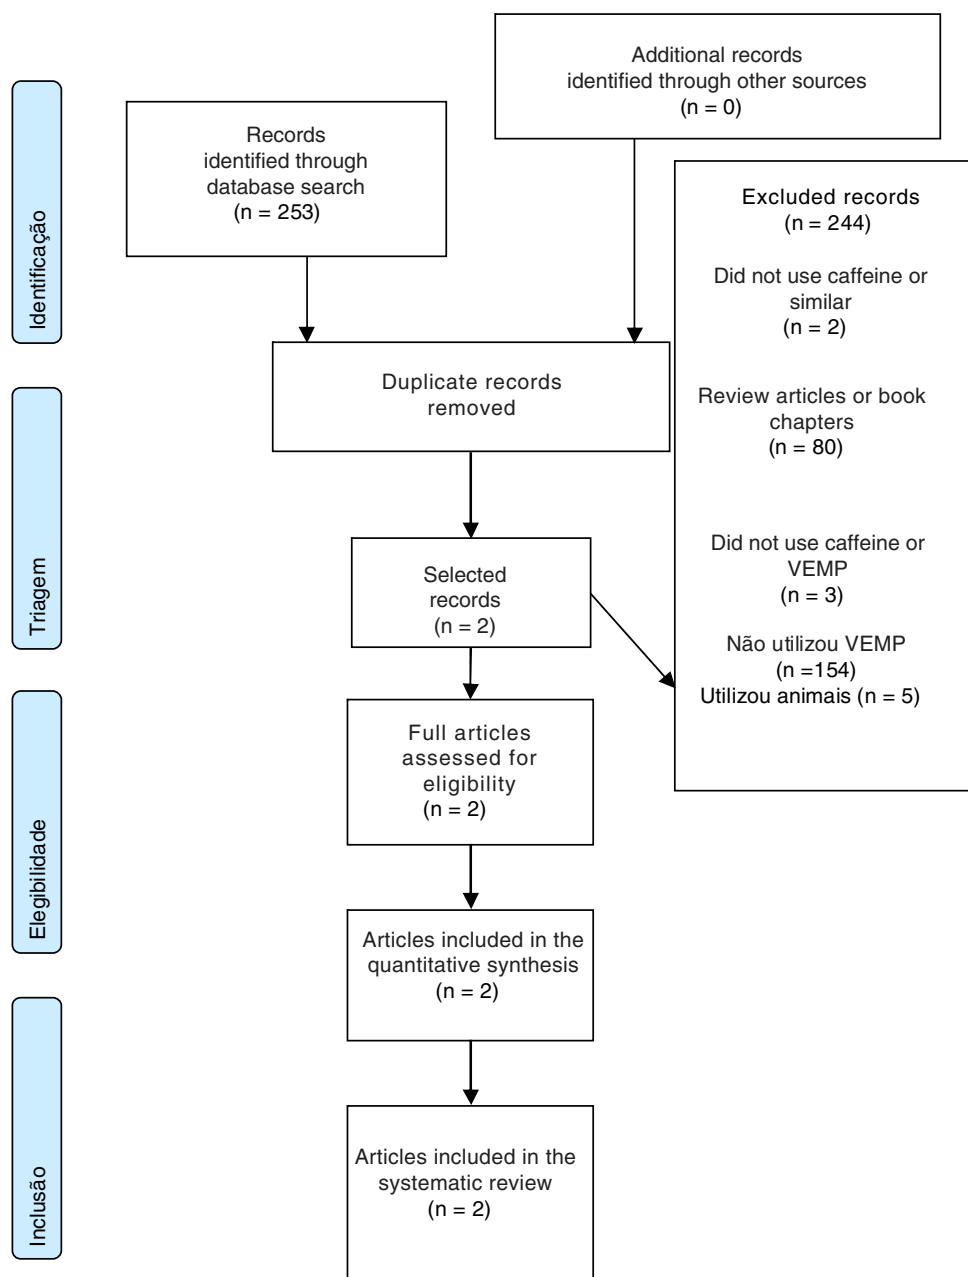 Additional records
identified through other sources
(n = 0)
Records
identified through
database search
(n = 253)
Identificação
Excluded records
(n = 244)
Did not use caffeine or
similar
(n = 2)
Review articles or book
chapters
(n = 80)
Did not use caffeine or
VEMP
(n = 3)
Não utilizou VEMP
(n =154)
Utilizou animais (n = 5)
Duplicate records
removed
Triagem
Selected
records
(n = 2)
Full articles
assessed for
eligibility
(n = 2)
Elegibilidade
Articles included in the
quantitative synthesis
(n = 2)
Inclusão
Articles included in the
systematic review
(n = 2)